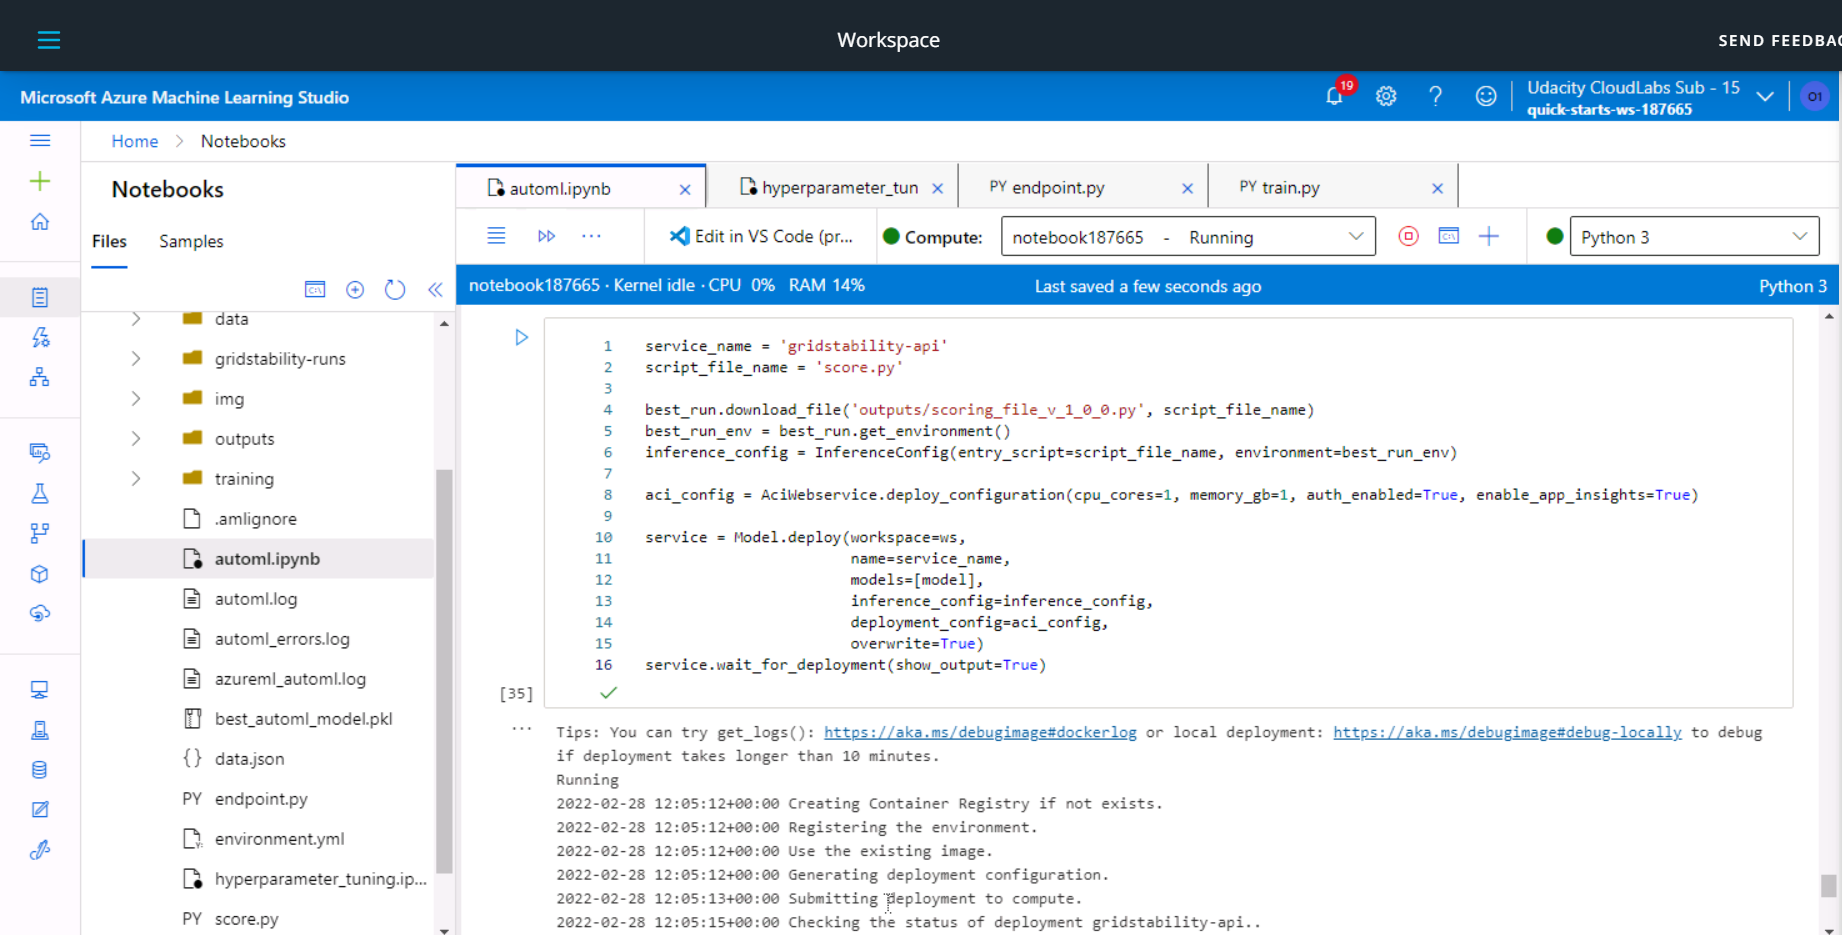 Workspace
SEND FEEDBAC
Microsoft Azure Machine Learning Studio
19
Udacity CloudLabs Sub - 15
quick-starts-ws-187665
O1
Home > Notebooks
Notebooks
Files Samples
data
gridstability-runs
img
outputs
training
.amlignore
automl.ipynb
automl.log
automl_errors.log
azureml_automl.log
best_automl_model.pkl
{} data.json
PY endpoint.py
environment.yml
hyperparameter_tuning.ip...
PY score.py
automl.ipynb
hyperparameter_tun
PY endpoint.py
PY train.py
Edit in VS Code (pr...
Compute: notebook187665 - Running
Python 3
notebook187665 · Kernel idle · CPU 0% RAM 14%
Last saved a few seconds ago
Python 3
1 service_name = 'gridstability-api'
2 script_file_name = 'score.py'
3
4 best_run.download_file('outputs/scoring_file_v_1_0_0.py', script_file_name)
5 best_run_env = best_run.get_environment()
6 inference_config = InferenceConfig(entry_script=script_file_name, environment=best_run_env)
7
8 aci_config = AciWebservice.deploy_configuration(cpu_cores=1, memory_gb=1, auth_enabled=True, enable_app_insights=True)
9
10 service = Model.deploy(workspace=ws,
11 name=service_name,
12 models=[model],
13 inference_config=inference_config,
14 deployment_config=aci_config,
15 overwrite=True)
16 service.wait_for_deployment(show_output=True)
[35]
Tips: You can try get_logs(): https://aka.ms/debugimage#dockerlog or local deployment: https://aka.ms/debugimage#debug-locally to debug
if deployment takes longer than 10 minutes.
Running
2022-02-28 12:05:12+00:00 Creating Container Registry if not exists.
2022-02-28 12:05:12+00:00 Registering the environment.
2022-02-28 12:05:12+00:00 Use the existing image.
2022-02-28 12:05:12+00:00 Generating deployment configuration.
2022-02-28 12:05:13+00:00 Submitting deployment to compute.
2022-02-28 12:05:15+00:00 Checking the status of deployment gridstability-api..